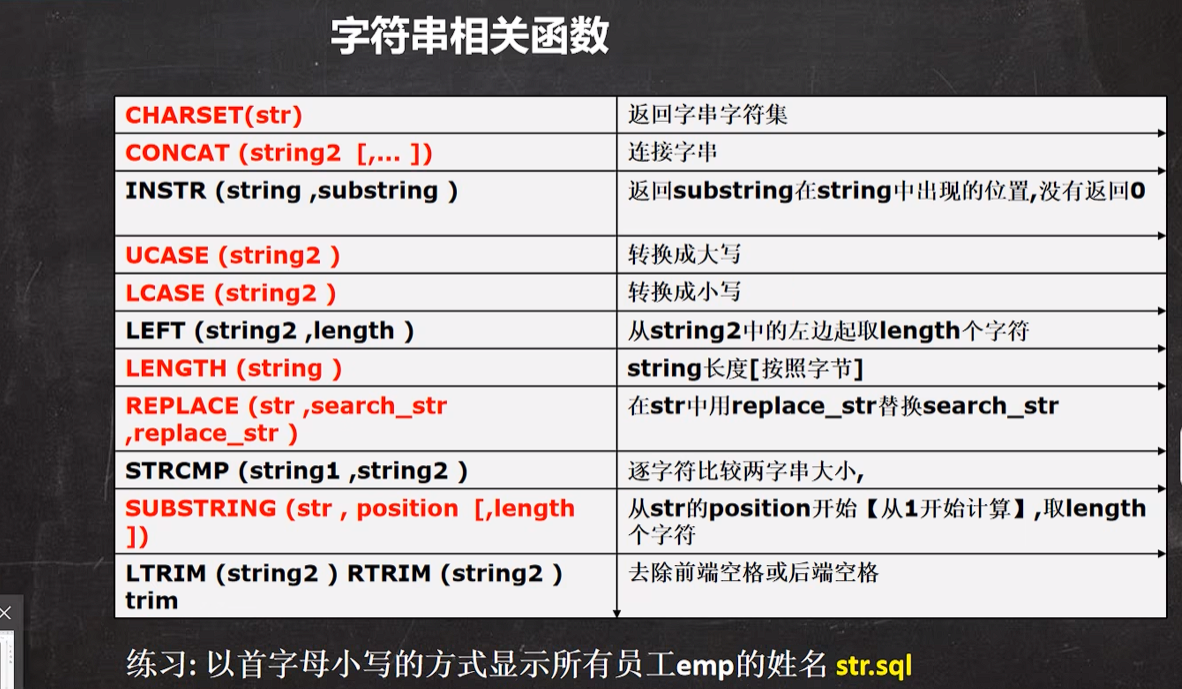 字符串相关函数
CHARSET(str)
返回字串字符集
CONCAT (string2 [,... ])
连接字串
INSTR (string ,substring )
返回substring在string中出现的位置,没有返回0
UCASE (string2 )
转换成大写
LCASE (string2 )
转换成小写
LEFT (string2 ,length )
从string2中的左边起取length个字符
LENGTH (string )
string长度[按照字节]
REPLACE (str ,search_str
,replace_str )
在str中用replace_str替换search_str
STRCMP (string1 ,string2 )
逐字符比较两字串大小,
SUBSTRING (str , position [,length
])
从str的position开始【从1开始计算】,取length
个字符
LTRIM (string2 ) RTRIM (string2 )
trim
去除前端空格或后端空格
练习: 以首字母小写的方式显示所有员工emp的姓名 str.sql